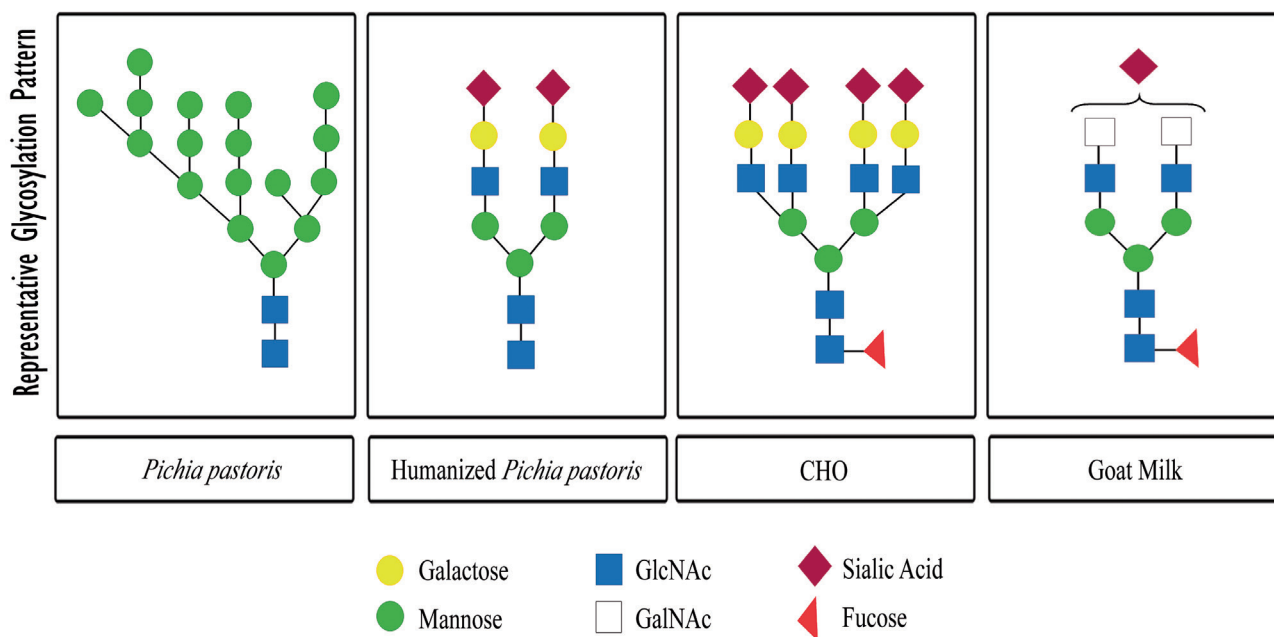 Representative Glycosylation Pattern
Pichia pastoris
Humanized Pichia pastoris
CHO
Goat Milk
Galactose
GlcNAc
Sialic Acid
Mannose
GalNAc
Fucose